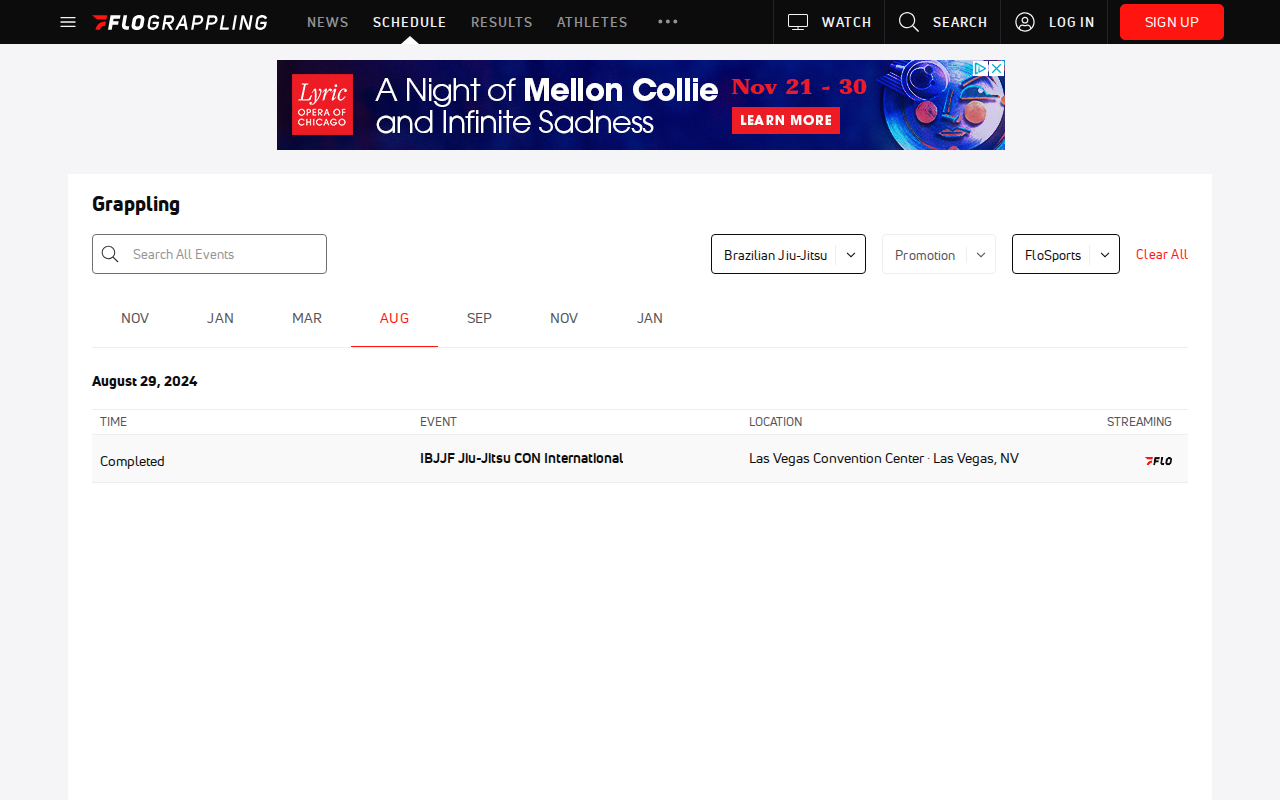 FLOGRAPPLING NEWS SCHEDULE RESULTS ATHLETES ••• WATCH SEARCH LOG IN SIGN UP
Lyric
OPERA OF
CHICAGO
A Night of Mellon Collie
and Infinite Sadness
Nov 21 - 30
LEARN MORE
Grappling
Search All Events Brazilian Jiu-Jitsu Promotion FloSports Clear All
NOV JAN MAR AUG SEP NOV JAN
August 29, 2024
TIME EVENT LOCATION STREAMING
Completed IBJJF Jiu-Jitsu CON International Las Vegas Convention Center · Las Vegas, NV FLO